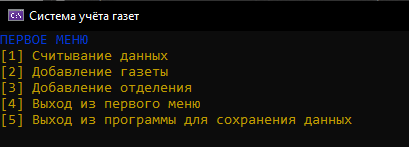 Система учёта газет
ПЕРВОЕ МЕНЮ
[1] Считывание данных
[2] Добавление газеты
[3] Добавление отделения
[4] Выход из первого меню
[5] Выход из программы для сохранения данных